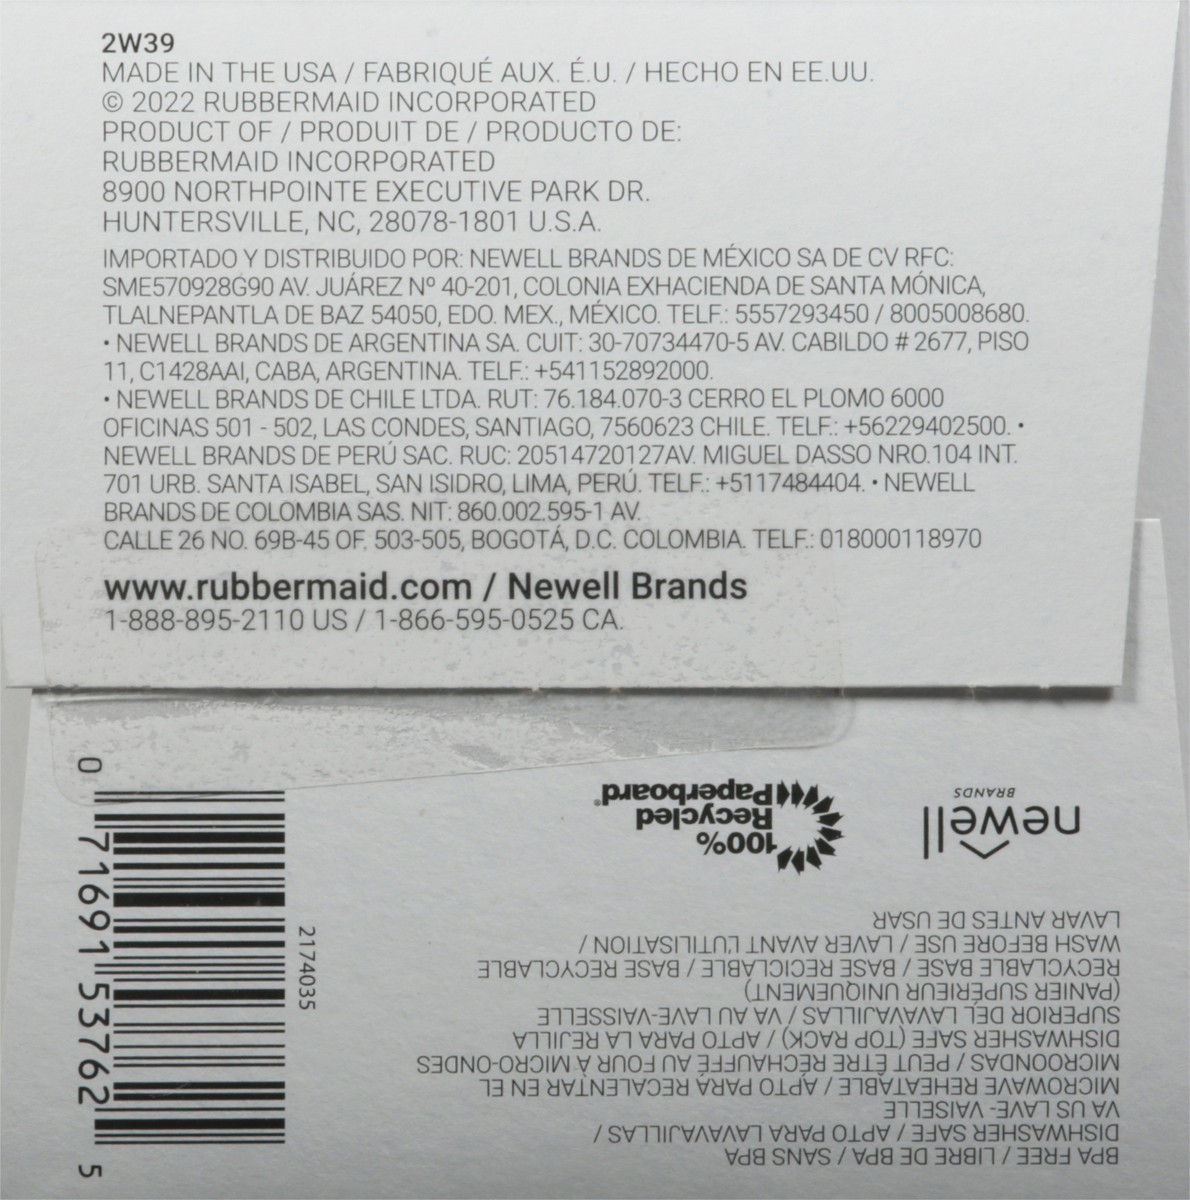 2W39
MADE IN THE USA / FABRIQUÉ AUX. É.U. / HECHO EN EE.UU.
© 2022 RUBBERMAID INCORPORATED
PRODUCT OF / PRODUIT DE / PRODUCTO DE:
RUBBERMAID INCORPORATED
8900 NORTHPOINTE EXECUTIVE PARK DR.
HUNTERSVILLE, NC, 28078-1801 U.S.A.
IMPORTADO Y DISTRIBUIDO POR: NEWELL BRANDS DE MÉXICO SA DE CV RFC:
SME570928G90 AV. JUÁREZ Nº 40-201, COLONIA EXHACIENDA DE SANTA MÓNICA,
TLALNEPANTLA DE BAZ 54050, EDO. MEX., MÉXICO. TELF.: 5557293450 / 8005008680.
• NEWELL BRANDS DE ARGENTINA SA. CUIT: 30-70734470-5 AV. CABILDO # 2677, PISO
11, C1428AAI, CABA, ARGENTINA. TELF.: +541152892000.
• NEWELL BRANDS DE CHILE LTDA. RUT: 76.184.070-3 CERRO EL PLOMO 6000
OFICINAS 501 - 502, LAS CONDES, SANTIAGO, 7560623 CHILE. TELF.: +56229402500. •
NEWELL BRANDS DE PERÚ SAC. RUC: 20514720127AV. MIGUEL DASSO NRO.104 INT.
701 URB. SANTA ISABEL, SAN ISIDRO, LIMA, PERÚ. TELF.: +5117484404. • NEWELL
BRANDS DE COLOMBIA SAS. NIT: 860.002.595-1 AV.
CALLE 26 NO. 69B-45 OF. 503-505, BOGOTÁ, D.C. COLOMBIA. TELF.: 018000118970
www.rubbermaid.com / Newell Brands
1-888-895-2110 US / 1-866-595-0525 CA.
BPA FREE / LIBRE DE BPA / SANS BPA
DISHWASHER SAFE / APTO PARA LAVAVAJILLAS /
VA US LAVE -VAISELLE
MICROWAVE REHEATABLE / APTO PARA RECALENTAR EN EL
MICROONDAS / PEUT ÊTRE RÉCHAUFFÉE AU FOUR À MICRO-ONDES
DISHWASHER SAFE (TOP RACK) / APTO PARA LA REJILLA
SUPERIOR DEL LAVAVAJILLAS / VA AU LAVE-VAISSELLE
(PANIER SUPÉRIEUR UNIQUEMENT)
RECYCLABLE BASE / BASE RECICLABLE / BASE RECYCLABLE
WASH BEFORE USE / LAVER AVANT L'UTILISATION /
LAVAR ANTES DE USAR
newell
BRANDS
100%
Recycled
Paperboard®
2174035
0 71691 53762 5